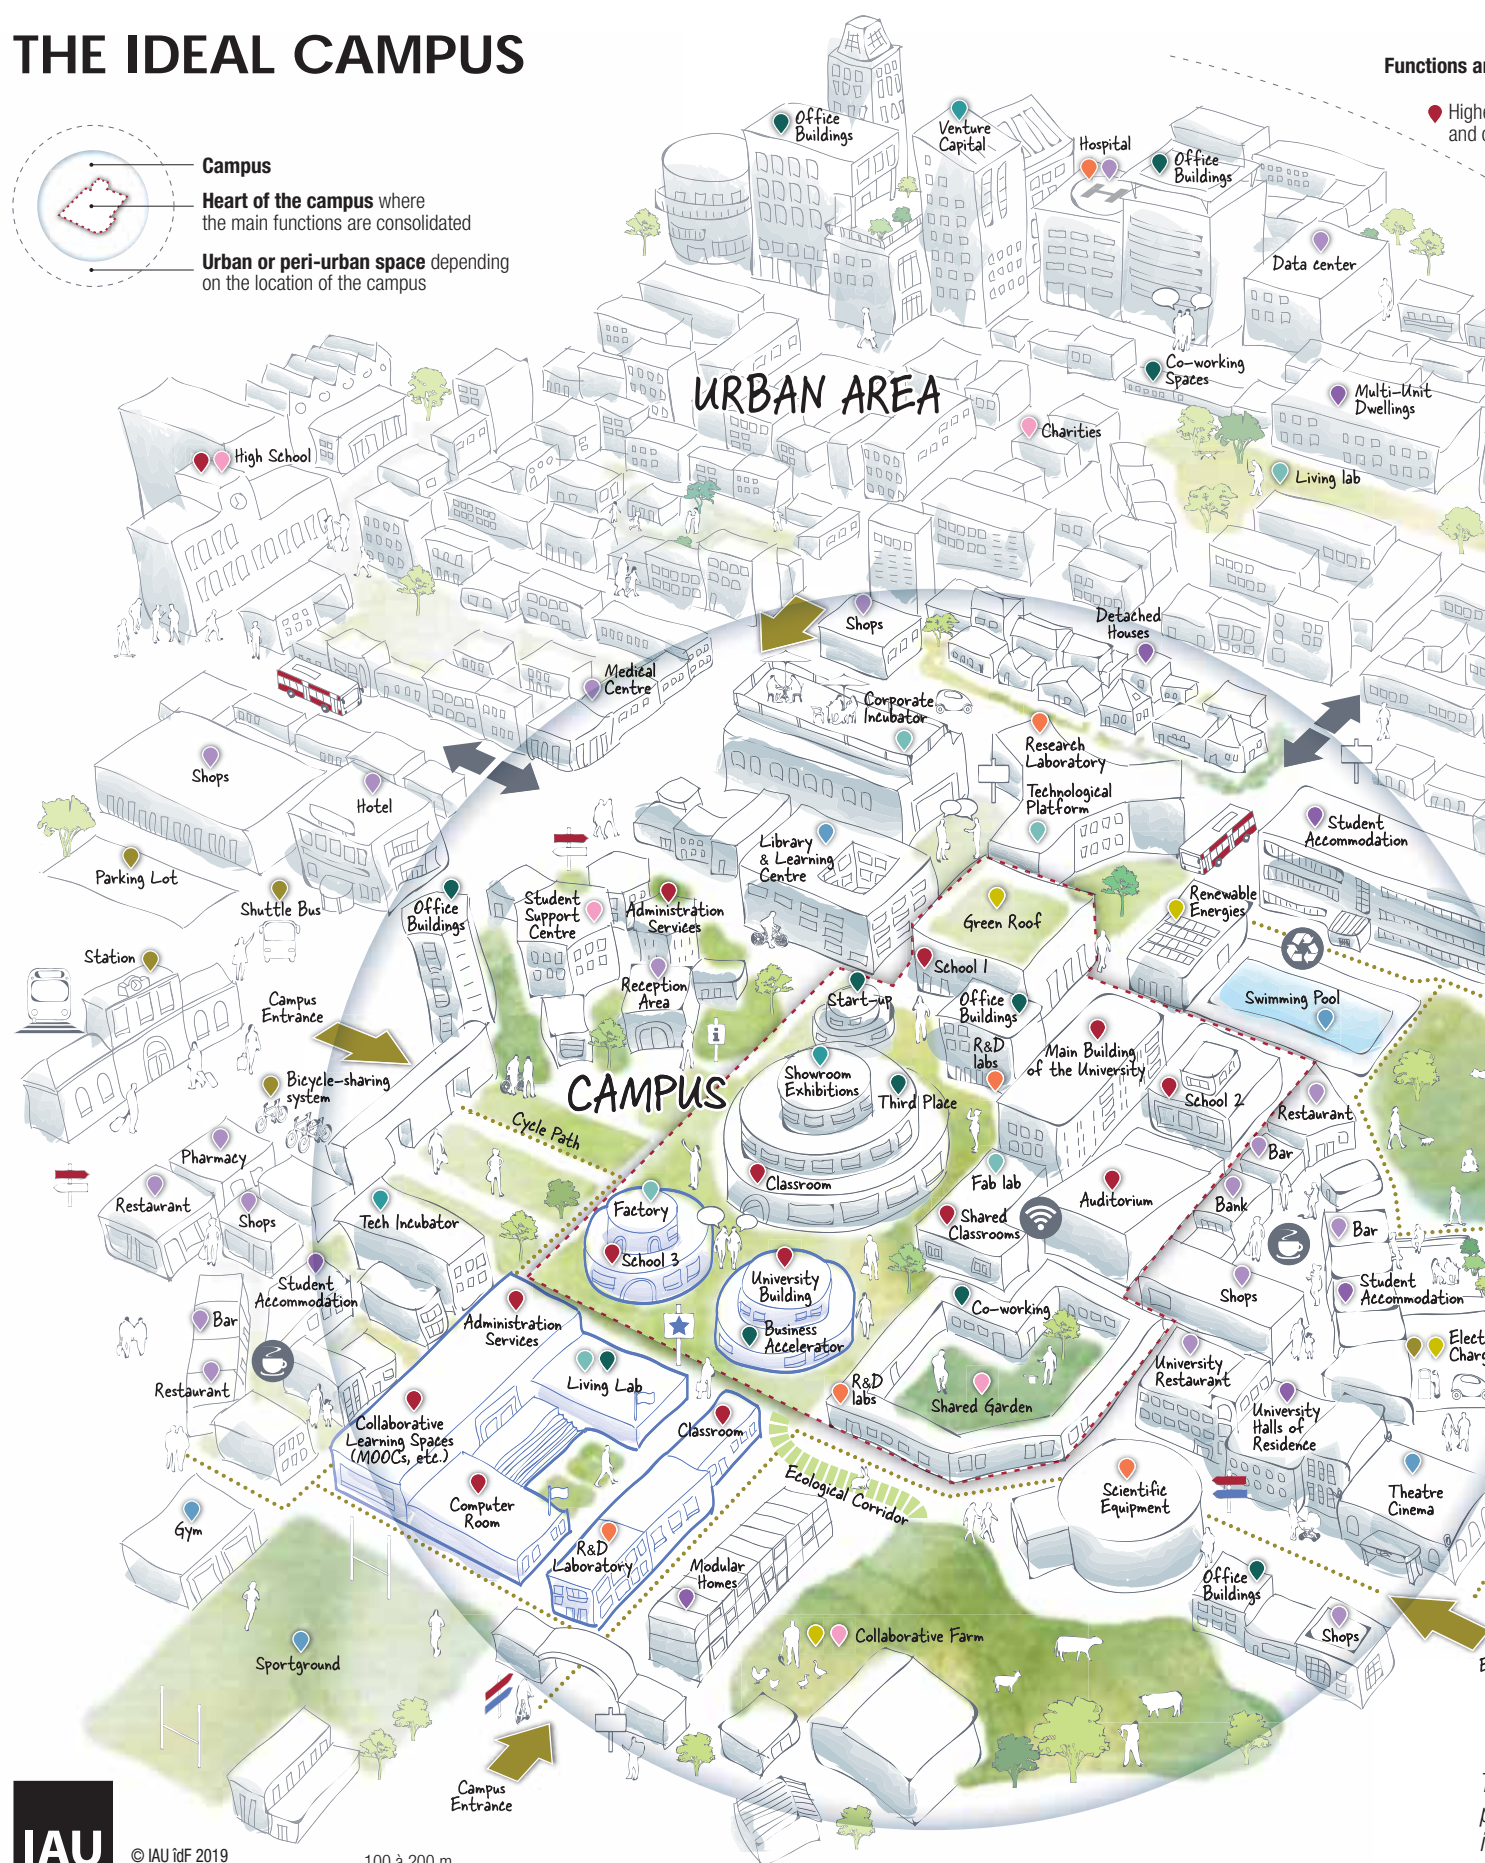 THE IDEAL CAMPUS
Campus
Heart of the campus where
the main functions are consolidated
Urban or peri-urban space depending
on the location of the campus
Functions
and
Office
Buildings
Venture
Capital
Hospital
Office
Buildings
Data center
Co-working
Spaces
Multi-Unit
Dwellings
URBAN AREA
Charities
High School
Living lab
Shops
Detached
Houses
Medical
Centre
Corporate
Incubator
Research
Laboratory
Shops
Hotel
Technological
Platform
Student
Accommodation
Library
& Learning
Centre
Parking Lot
Shuttle Bus
Office
Buildings
Student
Support
Centre
Administration
Services
Green Roof
Renewable
Energies
Station
School 1
Reception
Area
Campus
Entrance
Start-up
Office
Buildings
Swimming Pool
i
R&D
labs
Main Building
of the University
Showroom
Exhibitions
Third Place
School 2
Restaurant
Bicycle-sharing
system
CAMPUS
Cycle Path
Pharmacy
Bar
Restaurant
Shops
Tech Incubator
Factory
Classroom
Fab lab
Auditorium
Bank
Shared
Classrooms
Bar
School 3
Student
Accommodation
University
Building
Shops
Student
Accommodation
Bar
Administration
Services
Business
Accelerator
Co-working
University
Restaurant
Restaurant
Living Lab
R&D
labs
Shared Garden
Collaborative
Learning Spaces
(MOOCs, etc.)
Classroom
University
Halls of
Residence
Computer
Room
Ecological Corridor
Scientific
Equipment
Theatre
Cinema
Gym
R&D
Laboratory
Modular
Homes
Office
Buildings
Collaborative Farm
Shops
Sportground
Campus
Entrance
IAU
© IAU îdF 2019
100 à 200 m